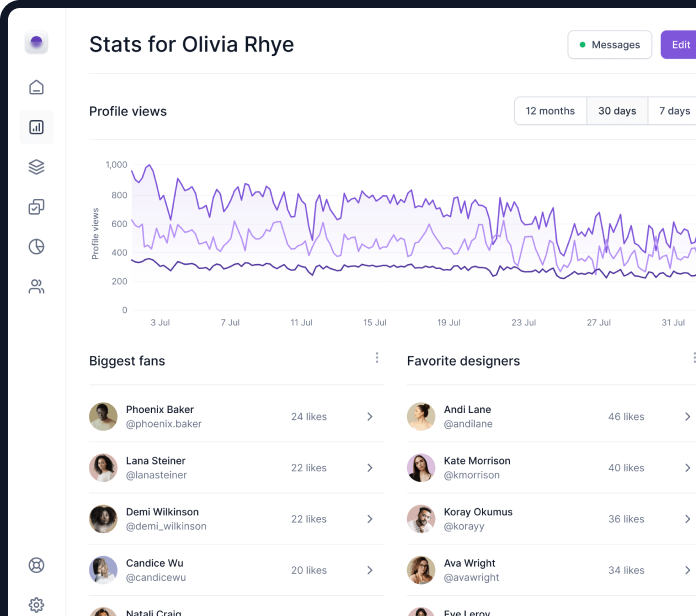 Stats for Olivia Rhye
Messages
Edit
Profile views
12 months
30 days
7 days
1,000
800
600
400
200
0
Profile views
3 Jul
7 Jul
11 Jul
15 Jul
19 Jul
23 Jul
27 Jul
31 Jul
Biggest fans
Phoenix Baker
@phoenix.baker
24 likes
Lana Steiner
@lanasteiner
22 likes
Demi Wilkinson
@demi_wilkinson
22 likes
Candice Wu
@candicewu
20 likes
Natali Craig
Favorite designers
Andi Lane
@andilane
46 likes
Kate Morrison
@kmorrison
40 likes
Koray Okumus
@korayy
36 likes
Ava Wright
@avawright
34 likes
Eve Leroy